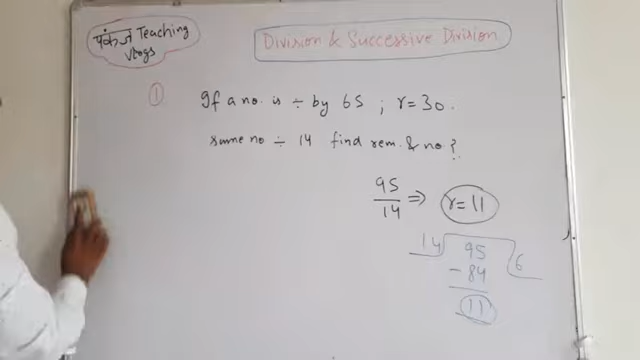 पंकज Teaching
Vlogs
Division & Successive Division
① If a no. is ÷ by 65 ; r = 30.
same no ÷ 14 find rem. & no?
95/14 ⇒ r = 11
14 95 6
- 84
11